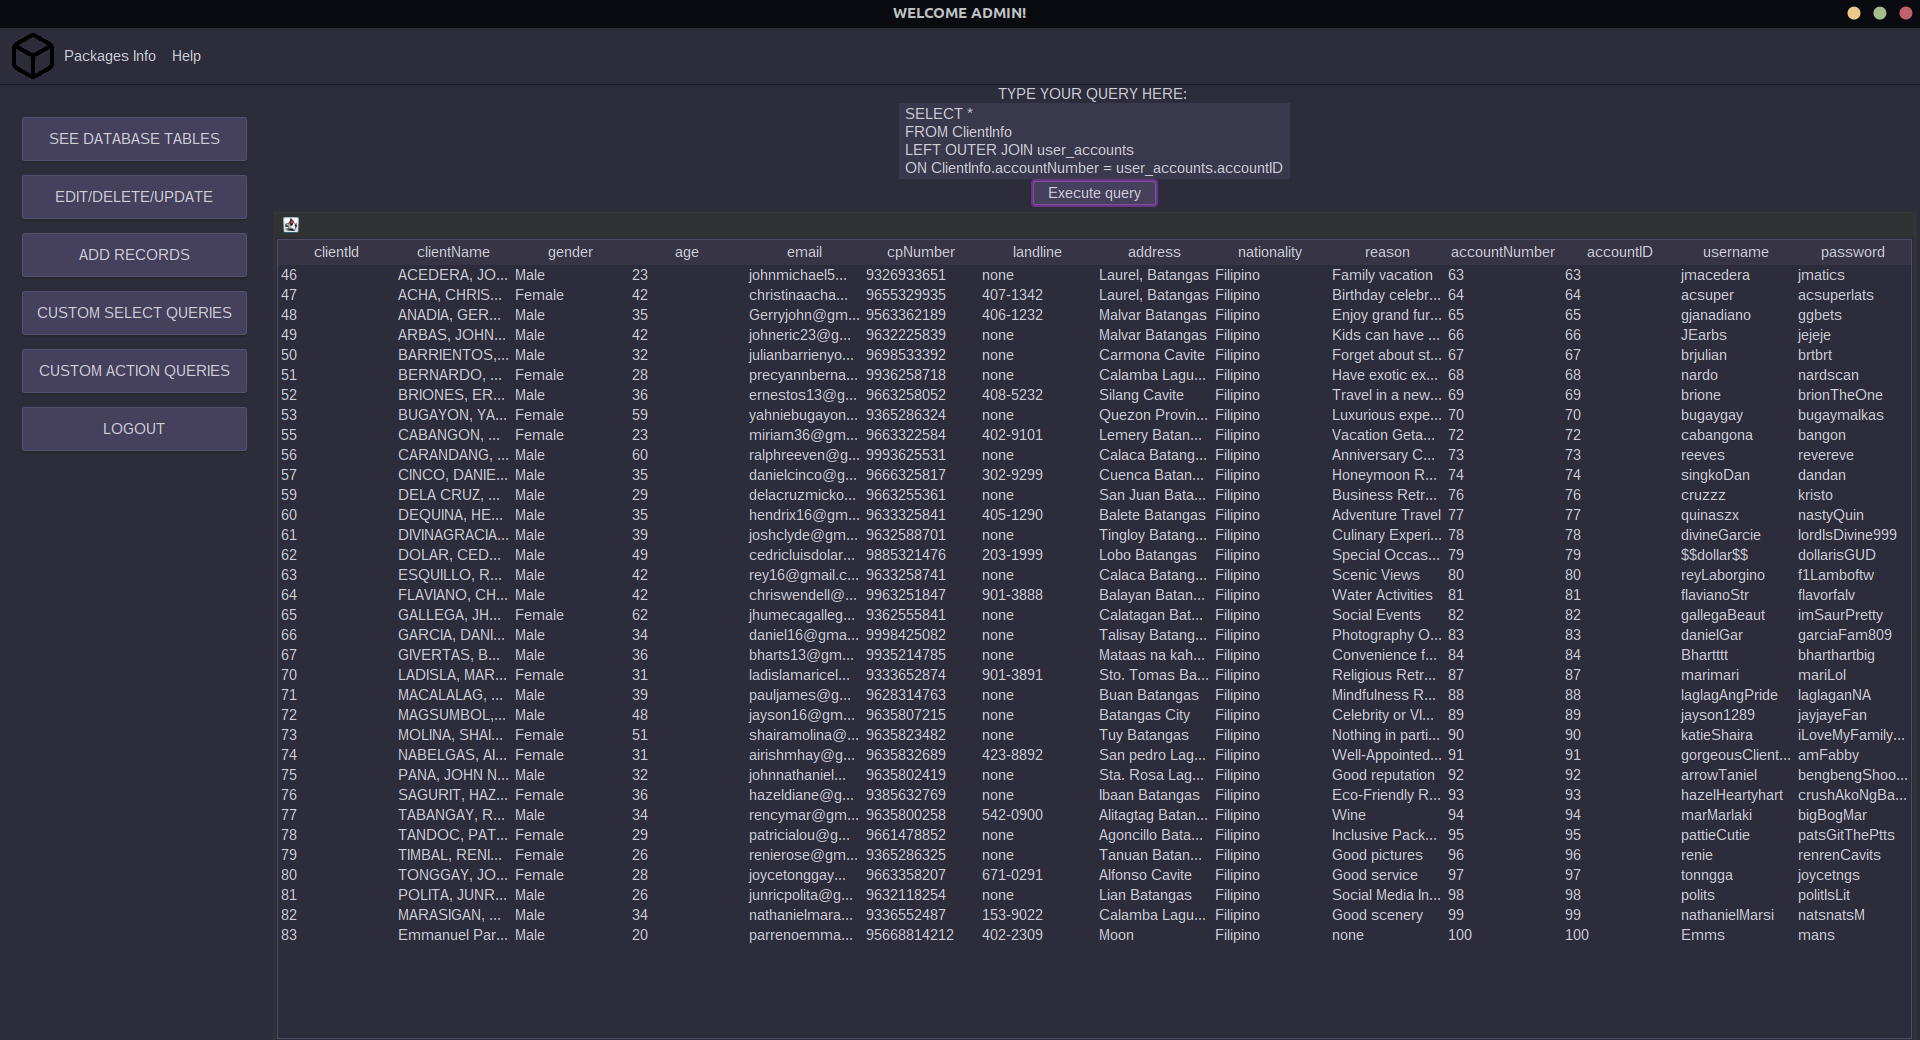 WELCOME ADMIN!
Packages Info Help
TYPE YOUR QUERY HERE:
SELECT *
FROM ClientInfo
LEFT OUTER JOIN user_accounts
ON ClientInfo.accountNumber = user_accounts.accountID
Execute query
SEE DATABASE TABLES
EDIT/DELETE/UPDATE
ADD RECORDS
CUSTOM SELECT QUERIES
CUSTOM ACTION QUERIES
LOGOUT
clientId clientName gender age email cpNumber landline address nationality reason accountNumber accountID username password
46 ACEDERA, JO... Male 23 johnmichael5... 9326933651 none Laurel, Batangas Filipino Family vacation 63 63 jmacedera jmatics
47 ACHA, CHRIS... Female 42 christinaacha... 9655329935 407-1342 Laurel, Batangas Filipino Birthday celebr... 64 64 acsuper acsuperlats
48 ANADIA, GER... Male 35 Gerryjohn@gm... 9563362189 406-1232 Malvar Batangas Filipino Enjoy grand fur... 65 65 gjanadiano ggbets
49 ARBAS, JOHN... Male 42 johneric23@g... 9632225839 none Malvar Batangas Filipino Kids can have ... 66 66 JEarbs jejeje
50 BARRIENTOS,... Male 32 julianbarrienyo... 9698533392 none Carmona Cavite Filipino Forget about st... 67 67 brjulian brtbrt
51 BERNARDO, ... Female 28 precyannberna... 9936258718 none Calamba Lagu... Filipino Have exotic ex... 68 68 nardo nardscan
52 BRIONES, ER... Male 36 ernestos13@g... 9663258052 408-5232 Silang Cavite Filipino Travel in a new... 69 69 brione brionTheOne
53 BUGAYON, YA... Female 59 yahniebugayon... 9365286324 none Quezon Provin... Filipino Luxurious expe... 70 70 bugaygay bugaymalkas
55 CABANGON, ... Female 23 miriam36@gm... 9663322584 402-9101 Lemery Batan... Filipino Vacation Geta... 72 72 cabangona bangon
56 CARANDANG, ... Male 60 ralphreeven@g... 9993625531 none Calaca Batang... Filipino Anniversary C... 73 73 reeves revereve
57 CINCO, DANIE... Male 35 danielcinco@g... 9666325817 302-9299 Cuenca Batan... Filipino Honeymoon R... 74 74 singkoDan dandan
59 DELA CRUZ, ... Male 29 delacruzmicko... 9663255361 none San Juan Bata... Filipino Business Retr... 76 76 cruzzz kristo
60 DEQUINA, HE... Male 35 hendrix16@gm... 9633325841 405-1290 Balete Batangas Filipino Adventure Travel 77 77 quinaszx nastyQuin
61 DIVINAGRACIA... Male 39 joshclyde@gm... 9632588701 none Tingloy Batang... Filipino Culinary Experi... 78 78 divineGarcie lordIsDivine999
62 DOLAR, CED... Male 49 cedricluisdolar... 9885321476 203-1999 Lobo Batangas Filipino Special Occas... 79 79 $$dollar$$ dollarisGUD
63 ESQUILLO, R... Male 42 rey16@gmail.c... 9633258741 none Calaca Batang... Filipino Scenic Views 80 80 reyLaborgino f1Lamboftw
64 FLAVIANO, CH... Male 42 chriswendell@... 9963251847 901-3888 Balayan Batan... Filipino Water Activities 81 81 flavianoStr flavorfalv
65 GALLEGA, JH... Female 62 jhumecagalleg... 9362555841 none Calatagan Bat... Filipino Social Events 82 82 gallegaBeaut imSaurPretty
66 GARCIA, DANI... Male 34 daniel16@gma... 9998425082 none Talisay Batang... Filipino Photography O... 83 83 danielGar garciaFam809
67 GIVERTAS, B... Male 36 bharts13@gm... 9935214785 none Mataas na kah... Filipino Convenience f... 84 84 Bhartttt bharthartbig
70 LADISLA, MAR... Female 31 ladislamaricel... 9333652874 901-3891 Sto. Tomas Ba... Filipino Religious Retr... 87 87 marimari mariLol
71 MACALALAG, ... Male 39 pauljames@g... 9628314763 none Buan Batangas Filipino Mindfulness R... 88 88 laglagAngPride laglaganNA
72 MAGSUMBOL,... Male 48 jayson16@gm... 9635807215 none Batangas City Filipino Celebrity or VI... 89 89 jayson1289 jayjayeFan
73 MOLINA, SHAI... Female 51 shairamolina@... 9635823482 none Tuy Batangas Filipino Nothing in parti... 90 90 katieShaira iLoveMyFamily...
74 NABELGAS, AI... Female 31 airishmhay@g... 9635832689 423-8892 San pedro Lag... Filipino Well-Appointed... 91 91 gorgeousClient... amFabby
75 PANA, JOHN N... Male 32 johnnathaniel... 9635802419 none Sta. Rosa Lag... Filipino Good reputation 92 92 arrowTaniel bengbengShoo...
76 SAGURIT, HAZ... Female 36 hazeldiane@g... 9385632769 none Ibaan Batangas Filipino Eco-Friendly R... 93 93 hazelHeartyhart crushAkoNgBa...
77 TABANGAY, R... Male 34 rencymar@gm... 9635800258 542-0900 Alitagtag Batan... Filipino Wine 94 94 marMarlaki bigBogMar
78 TANDOC, PAT... Female 29 patricialou@g... 9661478852 none Agoncillo Bata... Filipino Inclusive Pack... 95 95 pattieCutie patsGitThePtts
79 TIMBAL, RENI... Female 26 renierose@gm... 9365286325 none Tanuan Batan... Filipino Good pictures 96 96 renie renrenCavits
80 TONGGAY, JO... Female 28 joycetonggay... 9663358207 671-0291 Alfonso Cavite Filipino Good service 97 97 tonngga joycetngs
81 POLITA, JUNR... Male 26 junricpolita@g... 9632118254 none Lian Batangas Filipino Social Media In... 98 98 polits politIsLit
82 MARASIGAN, ... Male 34 nathanielmara... 9336552487 153-9022 Calamba Lagu... Filipino Good scenery 99 99 nathanielMarsi natsnatsM
83 Emmanuel Par... Male 20 parrenoemma... 95668814212 402-2309 Moon Filipino none 100 100 Emms mans